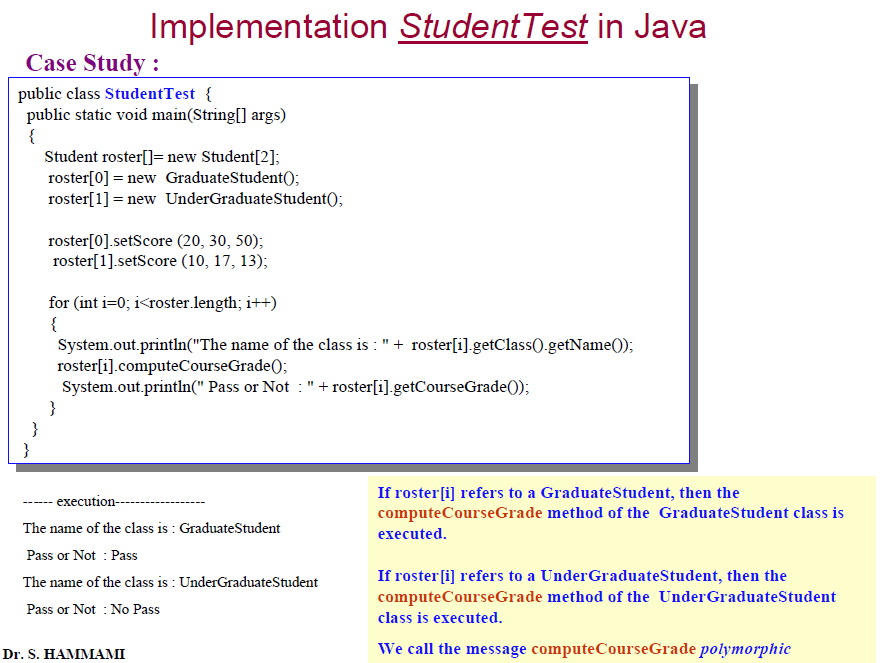 Implementation StudentTest in Java
Case Study :
public class StudentTest {
public static void main(String[] args)
{
Student roster[]= new Student[2];
roster[0] = new GraduateStudent();
roster[1] = new UnderGraduateStudent();
roster[0].setScore (20, 30, 50);
roster[1].setScore (10, 17, 13);
for (int i=0; i<roster.length; i++)
{
System.out.println("The name of the class is : " + roster[i].getClass().getName());
roster[i].computeCourseGrade();
System.out.println(" Pass or Not : " + roster[i].getCourseGrade());
}
}
}
------ execution------------------
The name of the class is : GraduateStudent
Pass or Not : Pass
The name of the class is : UnderGraduateStudent
Pass or Not : No Pass
If roster[i] refers to a GraduateStudent, then the
computeCourseGrade method of the GraduateStudent class is
executed.
If roster[i] refers to a UnderGraduateStudent, then the
computeCourseGrade method of the UnderGraduateStudent
class is executed.
We call the message computeCourseGrade polymorphic
Dr. S. HAMMAMI